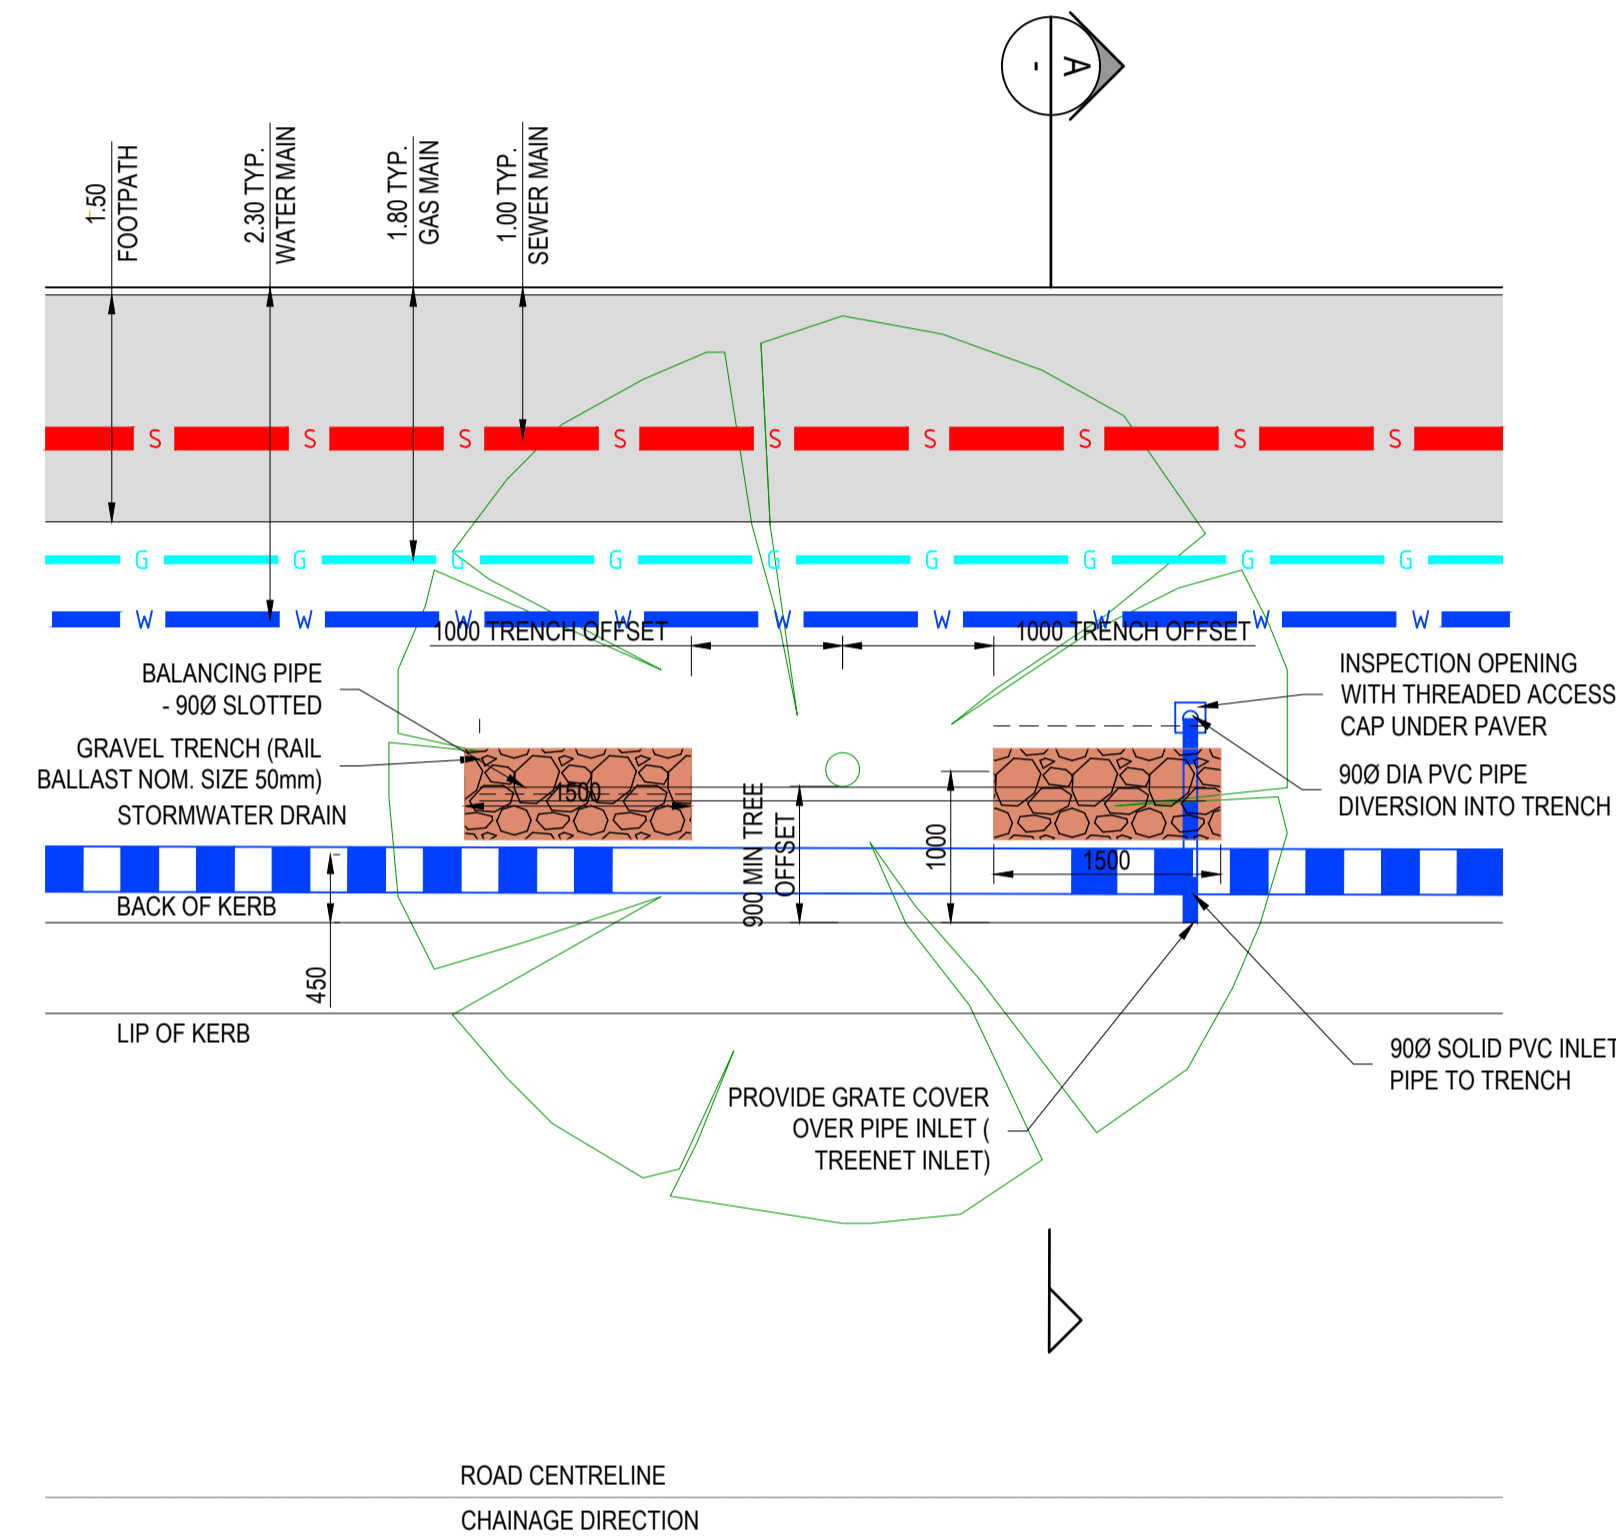 A
-
1.50
FOOTPATH
2.30 TYP.
WATER MAIN
1.80 TYP.
GAS MAIN
1.00 TYP.
SEWER MAIN
S S S S S S S S S
G G G G G G G G G
W W W W W W W W W
1000 TRENCH OFFSET
1000 TRENCH OFFSET
BALANCING PIPE
- 90Ø SLOTTED
GRAVEL TRENCH (RAIL
BALLAST NOM. SIZE 50mm)
STORMWATER DRAIN
INSPECTION OPENING
WITH THREADED ACCESS
CAP UNDER PAVER
90Ø DIA PVC PIPE
DIVERSION INTO TRENCH
1500
900 MIN TREE
OFFSET
1000
1500
BACK OF KERB
450
LIP OF KERB
90Ø SOLID PVC INLET
PIPE TO TRENCH
PROVIDE GRATE COVER
OVER PIPE INLET (
TREENET INLET)
ROAD CENTRELINE
CHAINAGE DIRECTION